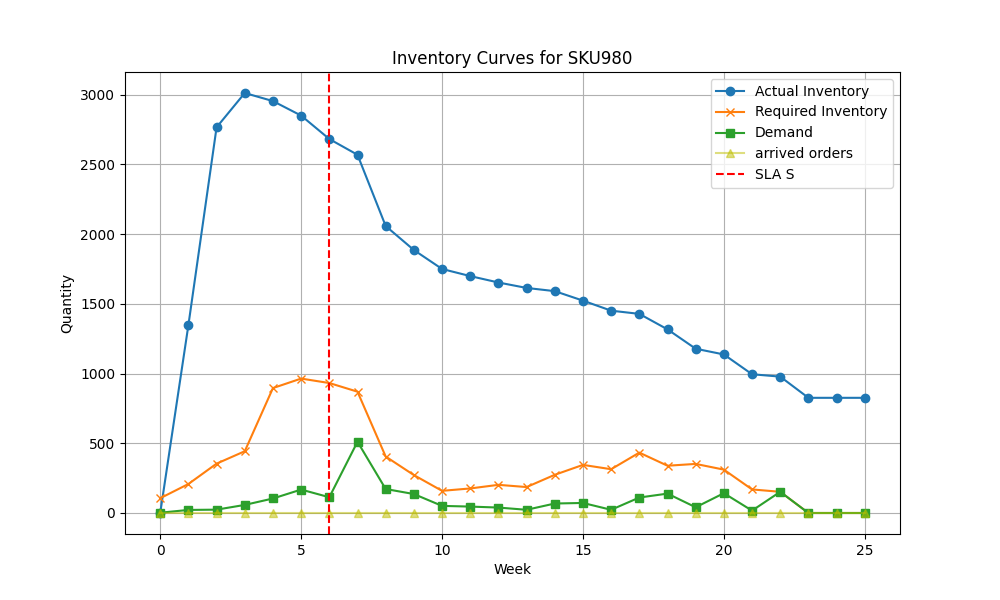 Inventory Curves for SKU980
Actual Inventory
Required Inventory
Demand
arrived orders
SLA S
Quantity
3000
2500
2000
1500
1000
500
0
0 5 10 15 20 25
Week